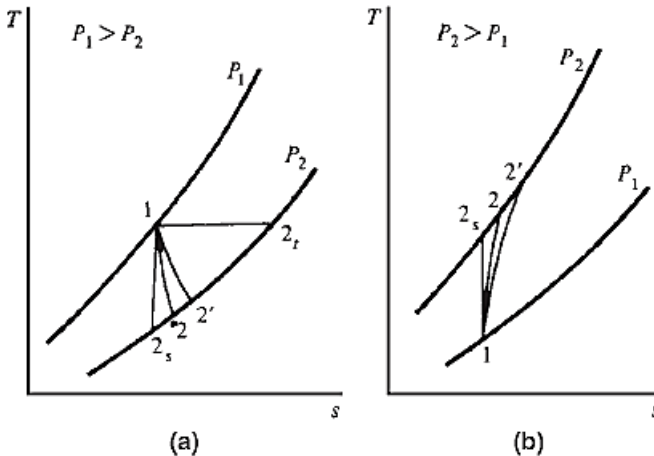 T
P₁ > P₂
P₁
P₂
1
2ₜ
2ₛ
2
2′
s
(a)
T
P₂ > P₁
P₂
2′
2
2ₛ
P₁
1
s
(b)